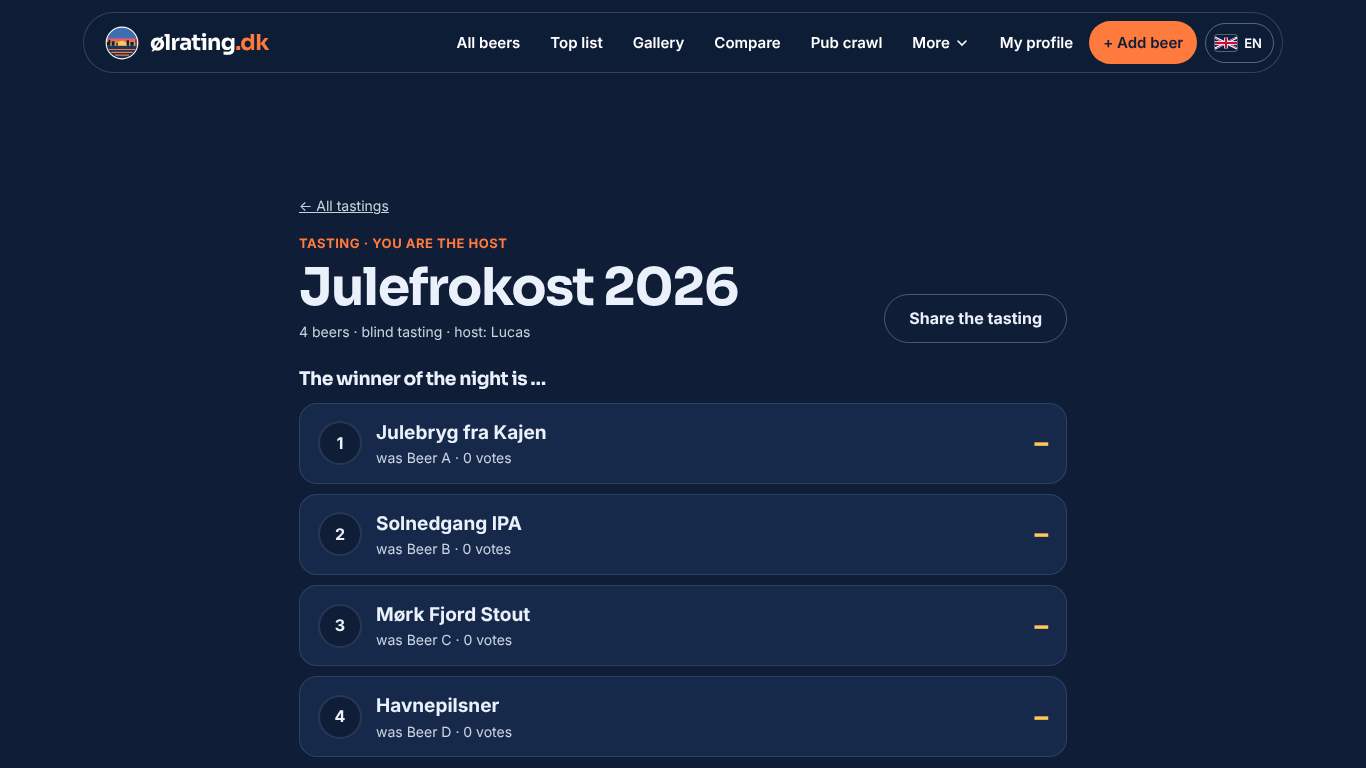 ølrating.dk
All beers
Top list
Gallery
Compare
Pub crawl
More
My profile
+ Add beer
EN
← All tastings
TASTING · YOU ARE THE HOST
Julefrokost 2026
4 beers · blind tasting · host: Lucas
Share the tasting
The winner of the night is ...
1
Julebryg fra Kajen
was Beer A · 0 votes
–
2
Solnedgang IPA
was Beer B · 0 votes
–
3
Mørk Fjord Stout
was Beer C · 0 votes
–
4
Havnepilsner
was Beer D · 0 votes
–